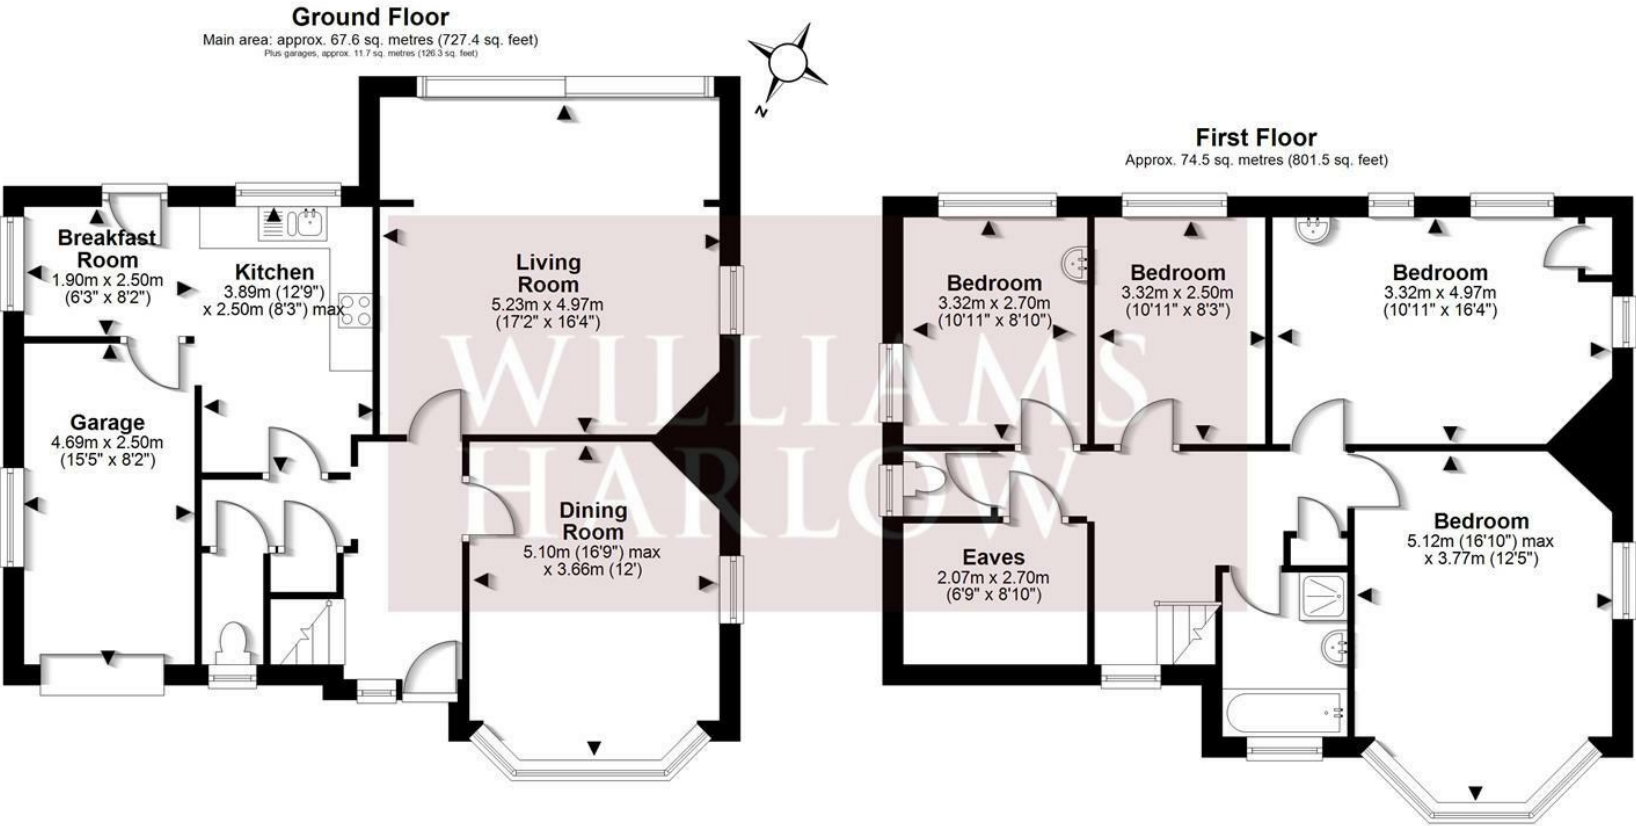 Ground Floor
Main area: approx. 67.6 sq. metres (727.4 sq. feet)
Plus garages, approx. 11.7 sq. metres (126.3 sq. feet)
N
Breakfast
Room
1.90m x 2.50m
(6'3" x 8'2")
Kitchen
3.89m (12'9")
x 2.50m (8'3") max
Living
Room
5.23m x 4.97m
(17'2" x 16'4")
Garage
4.69m x 2.50m
(15'5" x 8'2")
Dining
Room
5.10m (16'9") max
x 3.66m (12')
First Floor
Approx. 74.5 sq. metres (801.5 sq. feet)
Bedroom
3.32m x 2.70m
(10'11" x 8'10")
Bedroom
3.32m x 2.50m
(10'11" x 8'3")
Bedroom
3.32m x 4.97m
(10'11" x 16'4")
Eaves
2.07m x 2.70m
(6'9" x 8'10")
Bedroom
5.12m (16'10") max
x 3.77m (12'5")
WILLIAMS
HARLOW